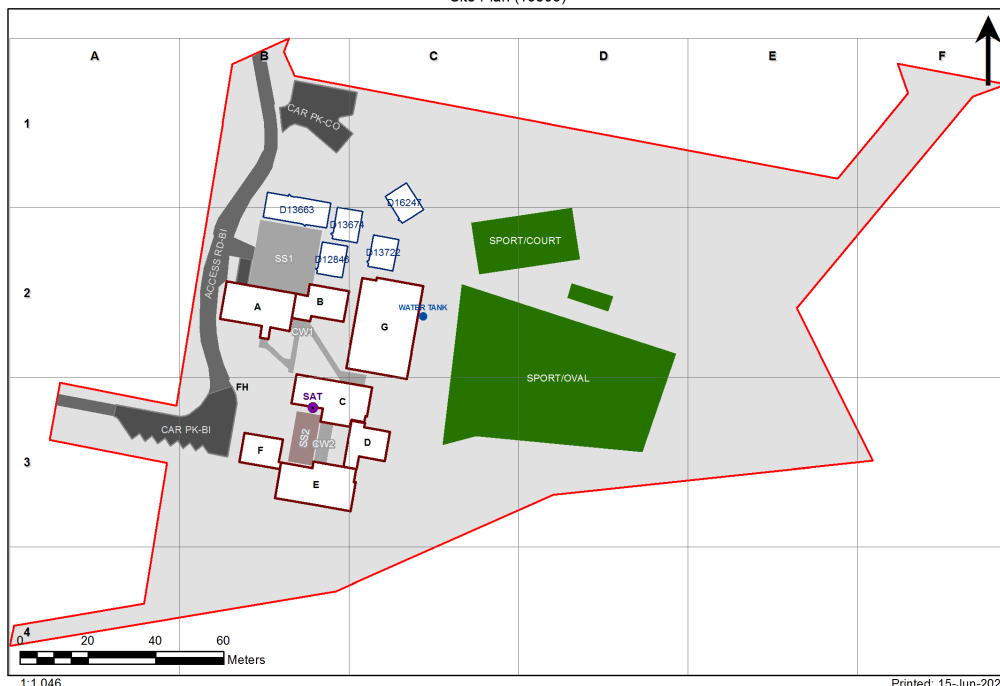 A
B
C
D
E
F
1
CAR PK-CO
D16247
D13663
D13674
SPORT/COURT
D13722
SS1
D12846
ACCESS RD-BI
2
B
A
WATER TANK
G
CW1
SPORT/OVAL
FH
SAT
C
CAR PK-BI
SS2
CW2
D
F
3
E
4
0 20 40 60
Meters
1:1,046